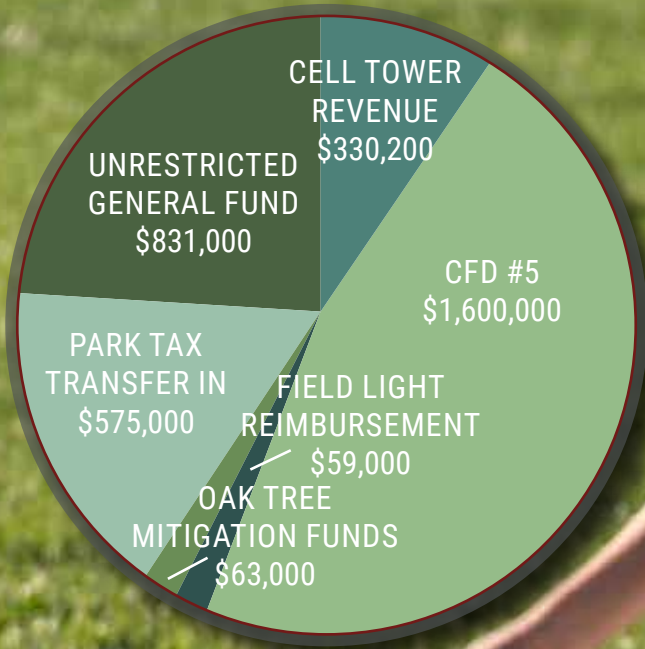 CELL TOWER
REVENUE
$330,200
UNRESTRICTED
GENERAL FUND
$831,000
CFD #5
$1,600,000
PARK TAX
TRANSFER IN
$575,000
FIELD LIGHT
REIMBURSEMENT
$59,000
OAK TREE
MITIGATION FUNDS
$63,000